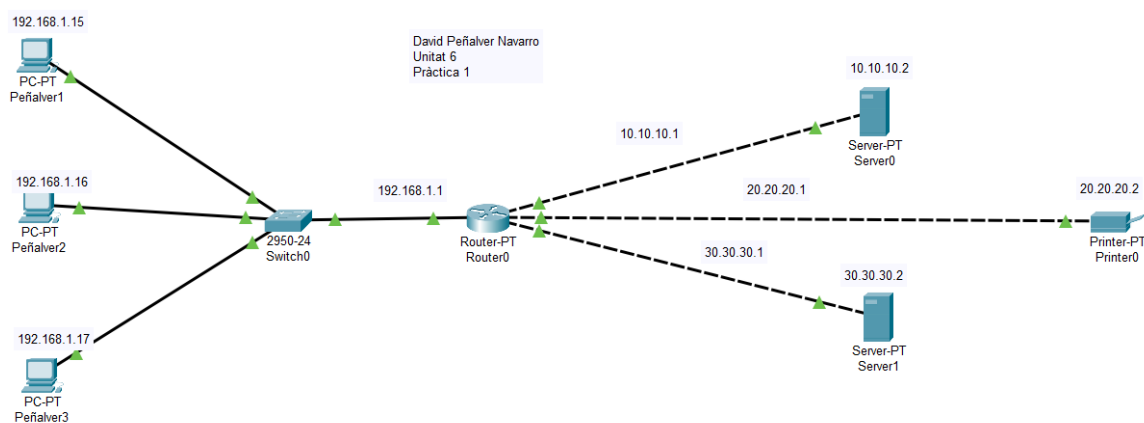 192.168.1.15
PC-PT
Peñalver1
David Peñalver Navarro
Unitat 6
Pràctica 1
10.10.10.2
Server-PT
Server0
10.10.10.1
192.168.1.16
PC-PT
Peñalver2
2950-24
Switch0
192.168.1.1
Router-PT
Router0
20.20.20.1
20.20.20.2
Printer-PT
Printer0
30.30.30.1
30.30.30.2
Server-PT
Server1
192.168.1.17
PC-PT
Peñalver3